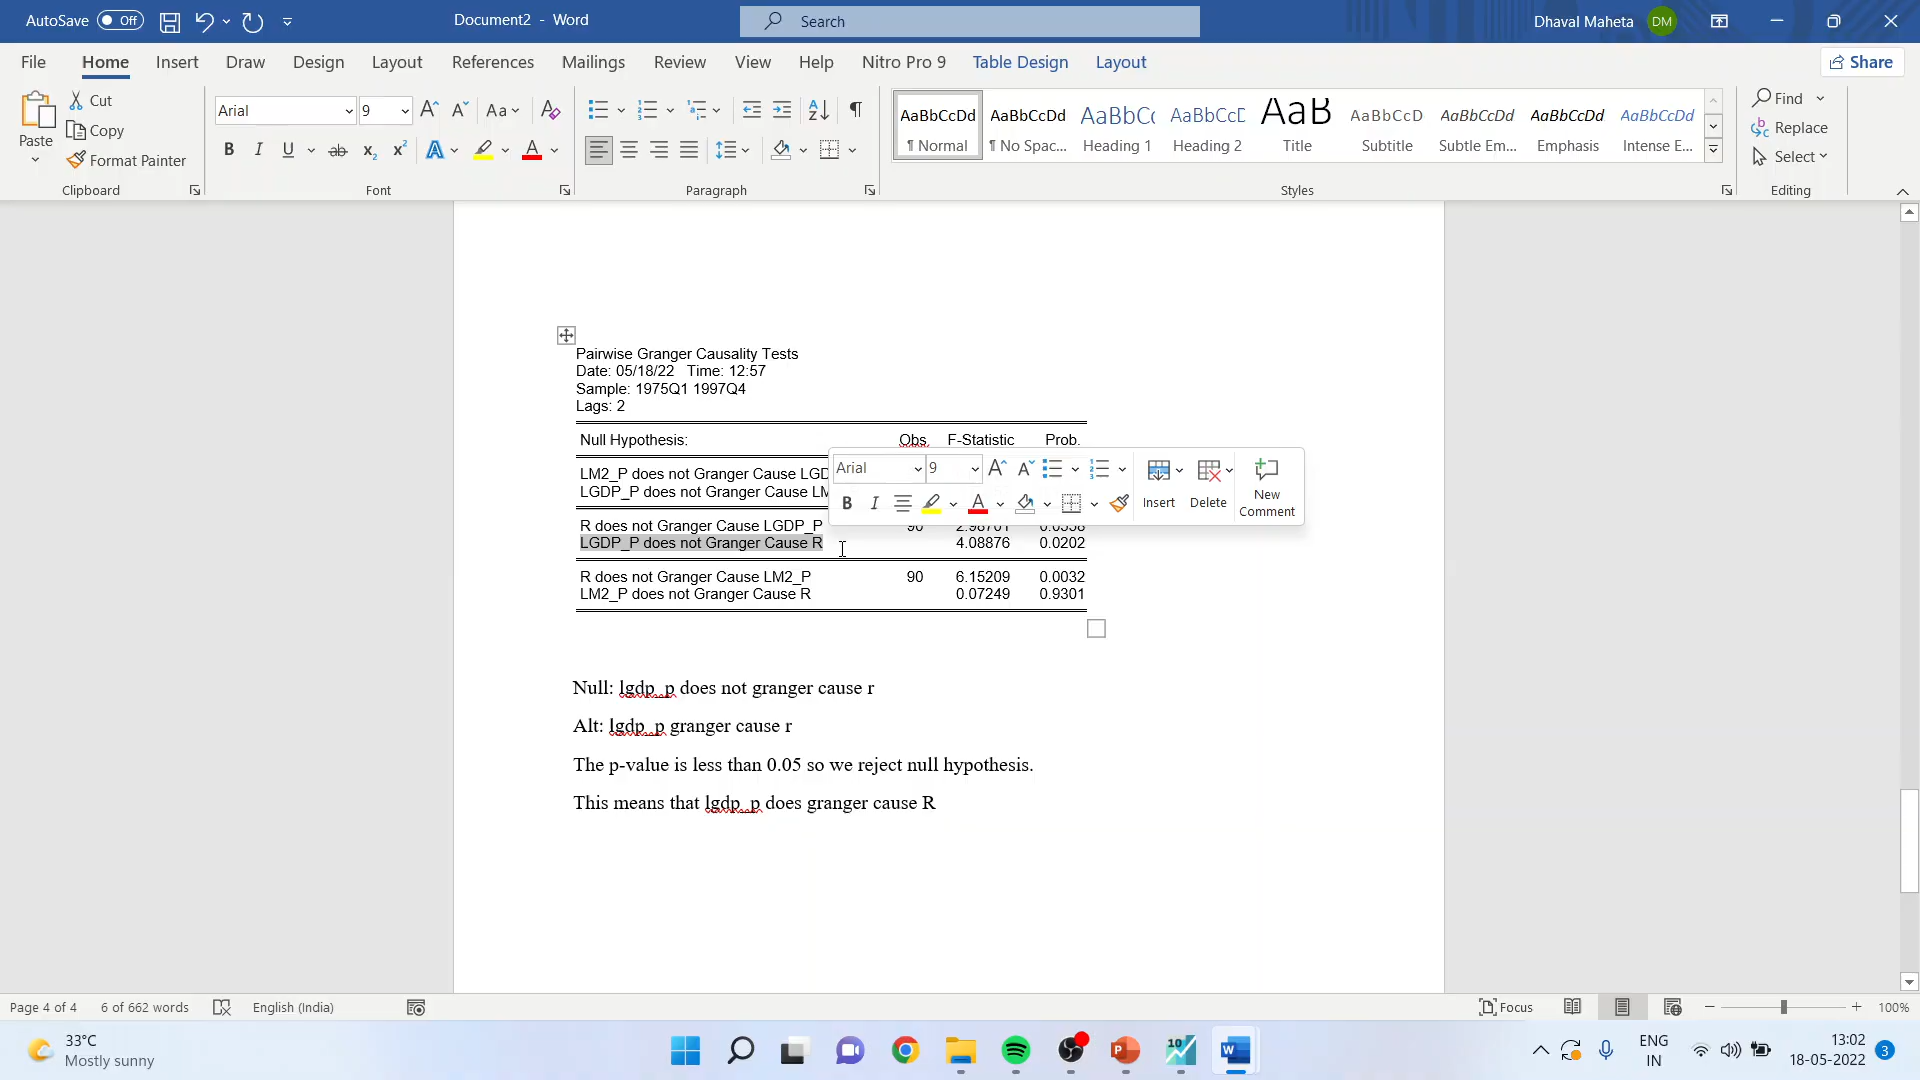 AutoSave Off Document2 - Word Search Dhaval Maheta DM
File Home Insert Draw Design Layout References Mailings Review View Help Nitro Pro 9 Table Design Layout Share
Paste Cut Copy Format Painter
Clipboard
Arial 9 Aa
Font
Paragraph
AaBbCcDd AaBbCcDd AaBbCc AaBbCcD AaB AaBbCcD AaBbCcDd AaBbCcDd AaBbCcDd
¶ Normal ¶ No Spac... Heading 1 Heading 2 Title Subtitle Subtle Em... Emphasis Intense E...
Styles
Find
Replace
Select
Editing
Pairwise Granger Causality Tests
Date: 05/18/22 Time: 12:57
Sample: 1975Q1 1997Q4
Lags: 2
Null Hypothesis: Obs F-Statistic Prob.
LM2_P does not Granger Cause LGD
LGDP_P does not Granger Cause LM
Arial 9
Insert Delete New Comment
R does not Granger Cause LGDP_P 90
LGDP_P does not Granger Cause R 4.08876 0.0202
R does not Granger Cause LM2_P 90 6.15209 0.0032
LM2_P does not Granger Cause R 0.07249 0.9301
Null: lgdp_p does not granger cause r
Alt: lgdp_p granger cause r
The p-value is less than 0.05 so we reject null hypothesis.
This means that lgdp_p does granger cause R
Page 4 of 4 6 of 662 words English (India) Focus 100%
33°C
Mostly sunny
ENG
IN
13:02
18-05-2022
3